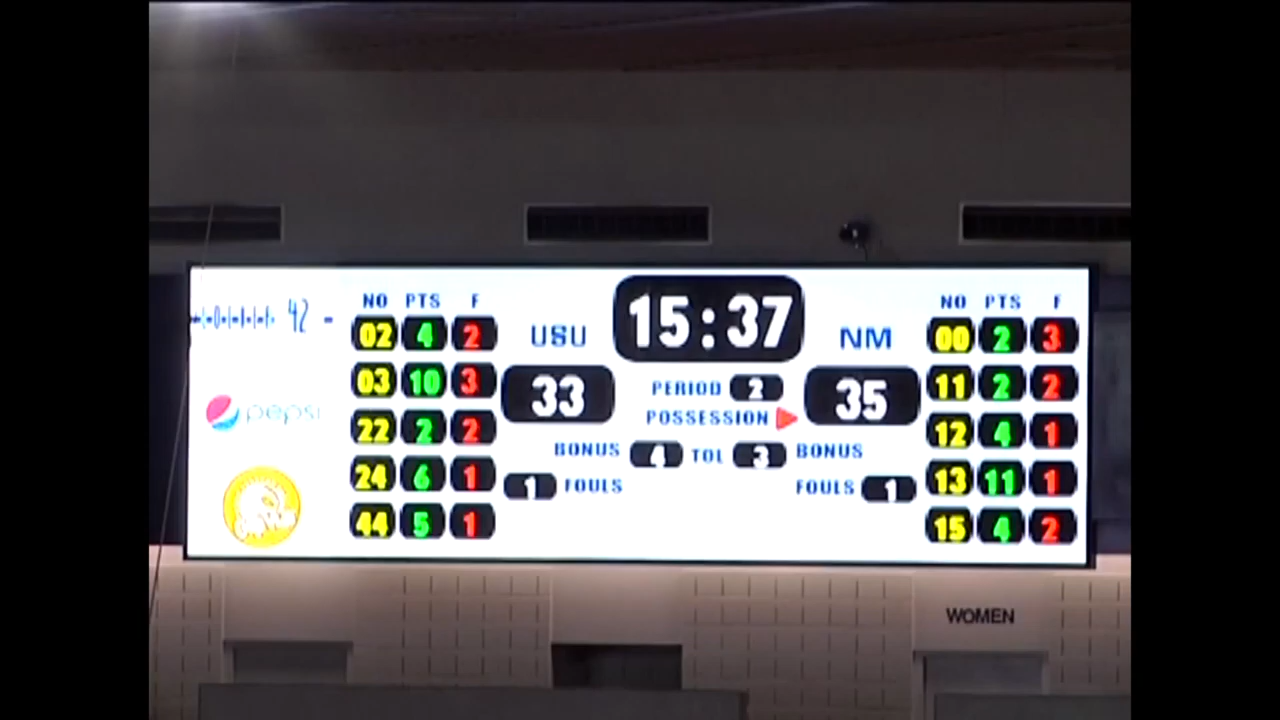 42
NO PTS F
02 4 2
03 10 3
22 2 2
24 6 1
44 5 1
pepsi
15:37
USU NM
33 35
PERIOD 2
POSSESSION
BONUS 4 TOL 3 BONUS
1 FOULS FOULS 1
NO PTS F
00 2 3
11 2 2
12 4 1
13 11 1
15 4 2
WOMEN